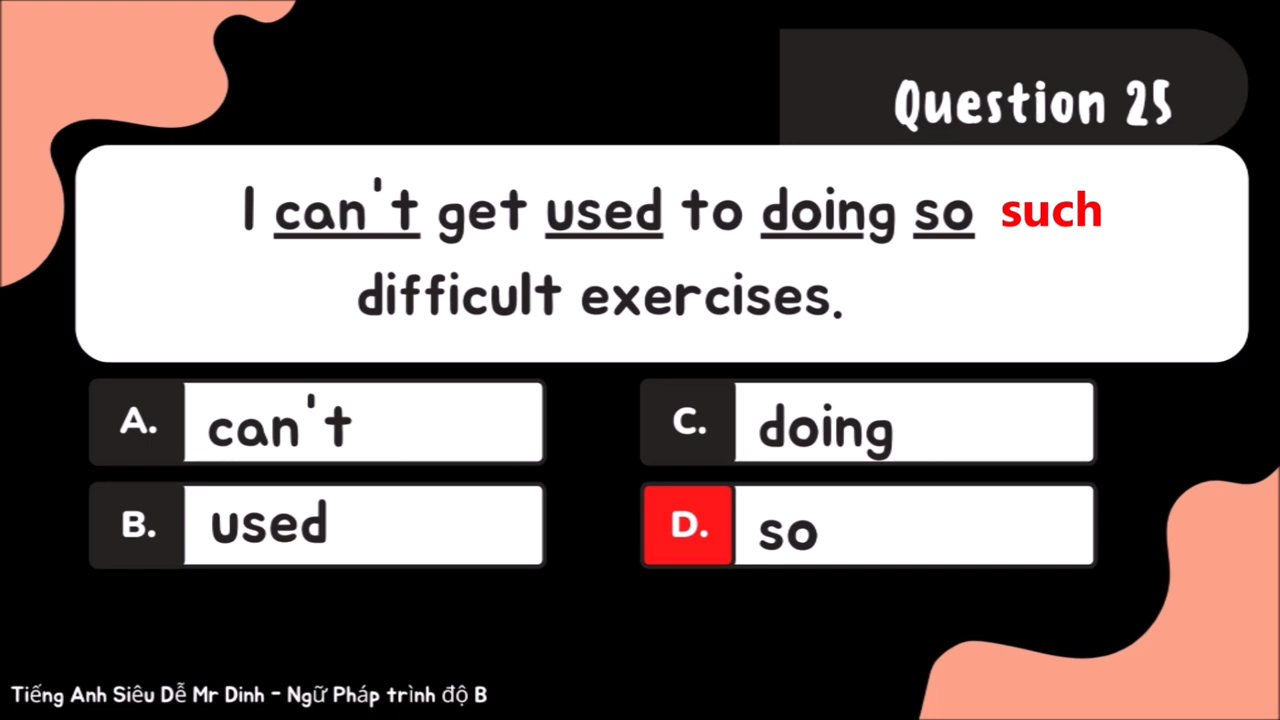 Question 25
I can't get used to doing so such
difficult exercises.
A. can't
C. doing
B. used
D. so
Tiếng Anh Siêu Dễ Mr Dinh - Ngữ Pháp trình độ B